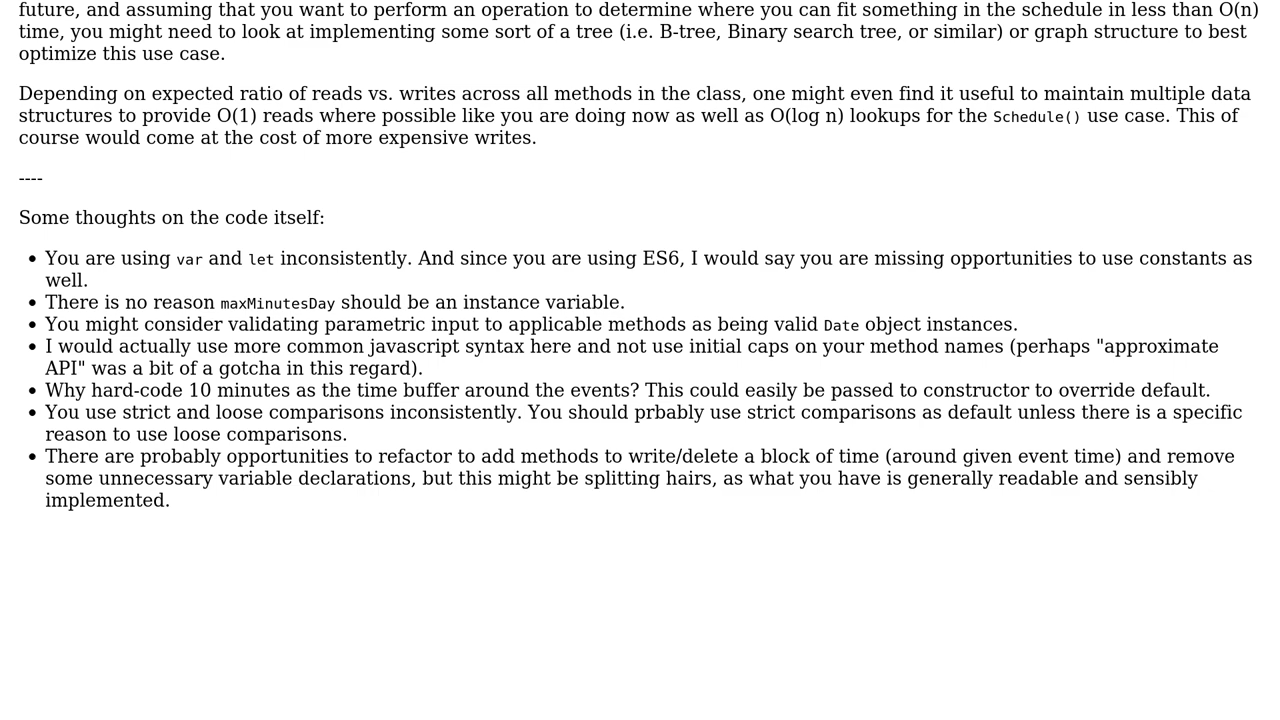 future, and assuming that you want to perform an operation to determine where you can fit something in the schedule in less than O(n)
time, you might need to look at implementing some sort of a tree (i.e. B-tree, Binary search tree, or similar) or graph structure to best
optimize this use case.
Depending on expected ratio of reads vs. writes across all methods in the class, one might even find it useful to maintain multiple data
structures to provide O(1) reads where possible like you are doing now as well as O(log n) lookups for the Schedule() use case. This of
course would come at the cost of more expensive writes.
----
Some thoughts on the code itself:
• You are using var and let inconsistently. And since you are using ES6, I would say you are missing opportunities to use constants as
well.
• There is no reason maxMinutesDay should be an instance variable.
• You might consider validating parametric input to applicable methods as being valid Date object instances.
• I would actually use more common javascript syntax here and not use initial caps on your method names (perhaps "approximate
API" was a bit of a gotcha in this regard).
• Why hard-code 10 minutes as the time buffer around the events? This could easily be passed to constructor to override default.
• You use strict and loose comparisons inconsistently. You should prbably use strict comparisons as default unless there is a specific
reason to use loose comparisons.
• There are probably opportunities to refactor to add methods to write/delete a block of time (around given event time) and remove
some unnecessary variable declarations, but this might be splitting hairs, as what you have is generally readable and sensibly
implemented.